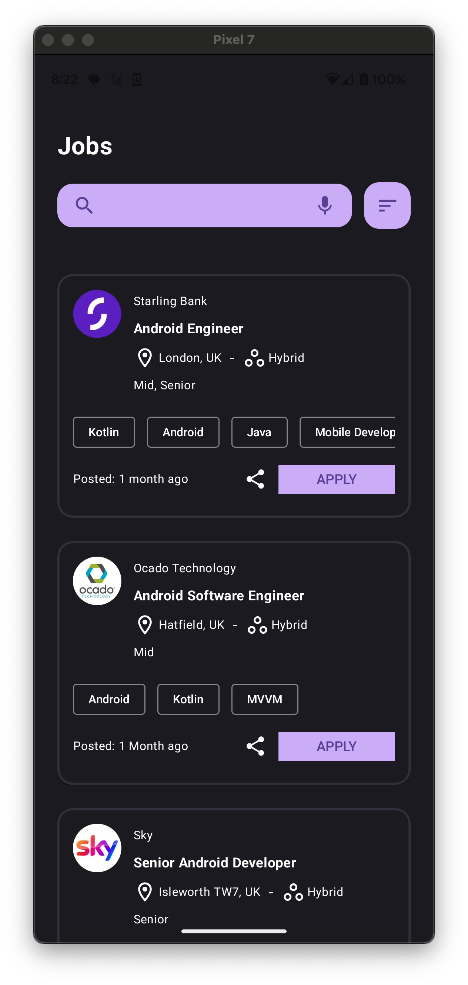 Pixel 7
8:22
100%
Jobs
Starling Bank
Android Engineer
London, UK - Hybrid
Mid, Senior
Kotlin Android Java Mobile Develop
Posted: 1 month ago APPLY
ocado
TECHNOLOGY
Ocado Technology
Android Software Engineer
Hatfield, UK - Hybrid
Mid
Android Kotlin MVVM
Posted: 1 Month ago APPLY
sky
Sky
Senior Android Developer
Isleworth TW7, UK - Hybrid
Senior